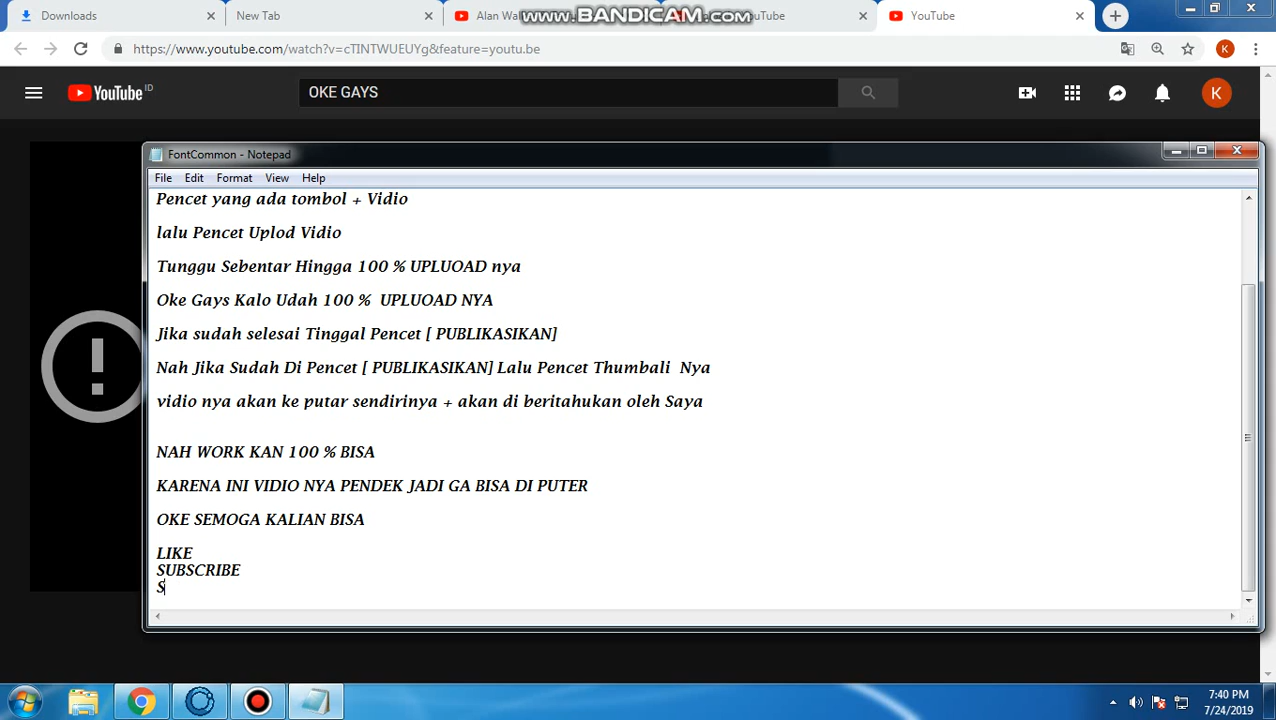 Downloads
New Tab
Alan Wal
www.BANDICAM.com
YouTube
YouTube
https://www.youtube.com/watch?v=cTINTWUEUYg&feature=youtu.be
K
YouTube ID
OKE GAYS
K
FontCommon - Notepad
File Edit Format View Help
Pencet yang ada tombol + Vidio
lalu Pencet Uplod Vidio
Tunggu Sebentar Hingga 100 % UPLUOAD nya
Oke Gays Kalo Udah 100 % UPLUOAD NYA
Jika sudah selesai Tinggal Pencet [ PUBLIKASIKAN]
Nah Jika Sudah Di Pencet [ PUBLIKASIKAN] Lalu Pencet Thumbali Nya
vidio nya akan ke putar sendirinya + akan di beritahukan oleh Saya
NAH WORK KAN 100 % BISA
KARENA INI VIDIO NYA PENDEK JADI GA BISA DI PUTER
OKE SEMOGA KALIAN BISA
LIKE
SUBSCRIBE
S
7:40 PM
7/24/2019